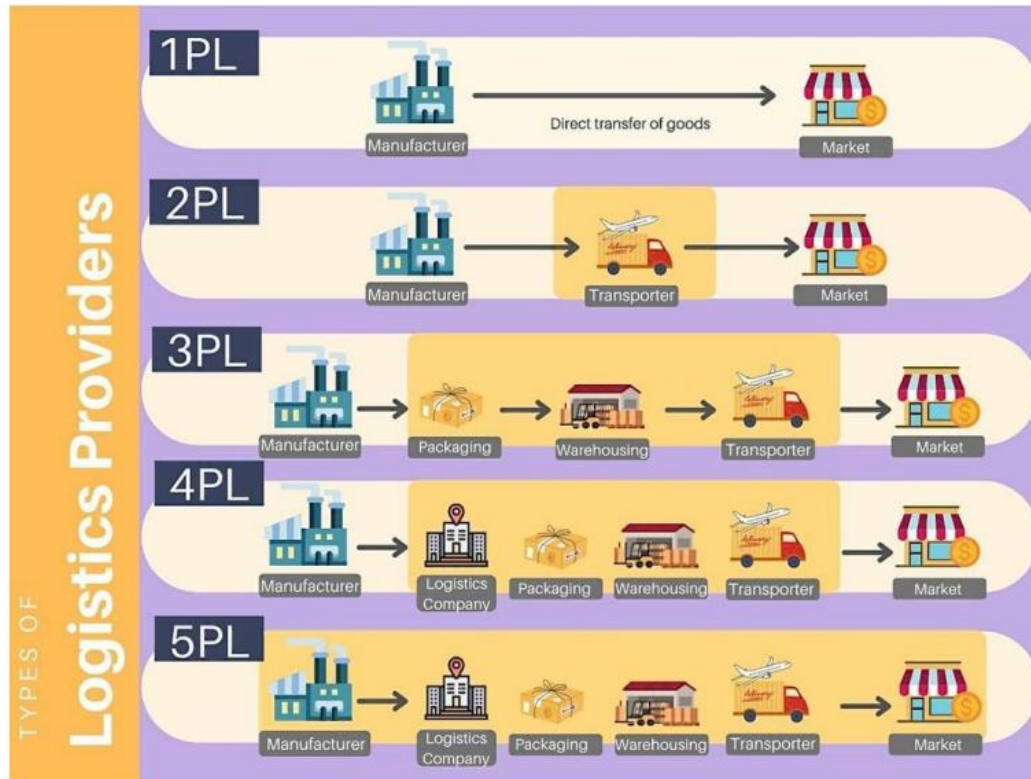 TYPES OF
Logistics Providers
1PL
Direct transfer of goods
Manufacturer
Market
2PL
Manufacturer
Transporter
Market
3PL
Manufacturer
Packaging
Warehousing
Transporter
Market
4PL
Manufacturer
Logistics
Company
Packaging
Warehousing
Transporter
Market
5PL
Manufacturer
Logistics
Company
Packaging
Warehousing
Transporter
Market